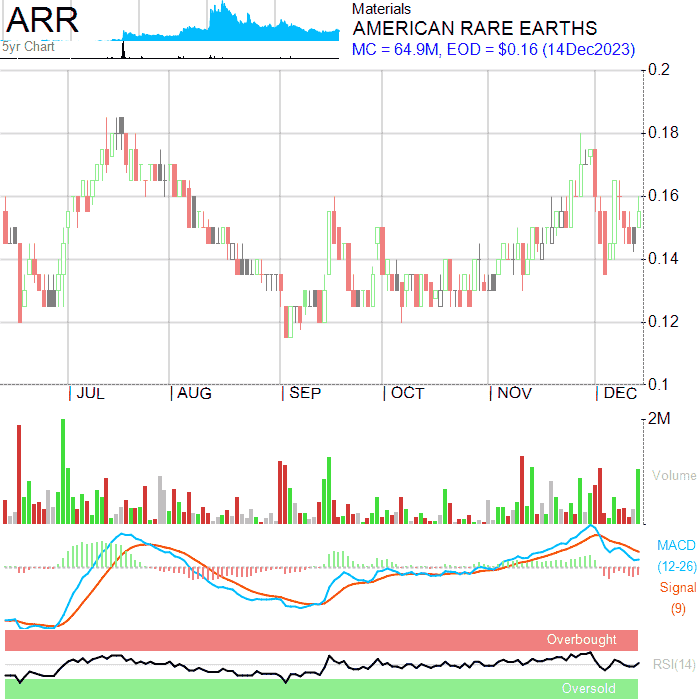 ARR
5yr Chart
Materials
AMERICAN RARE EARTHS
MC = 64.9M, EOD = $0.16 (14Dec2023)
0.2
0.18
0.16
0.14
0.12
0.1
JUL AUG SEP OCT NOV DEC
2M
Volume
MACD
(12-26)
Signal
(9)
Overbought
RSI(14)
Oversold